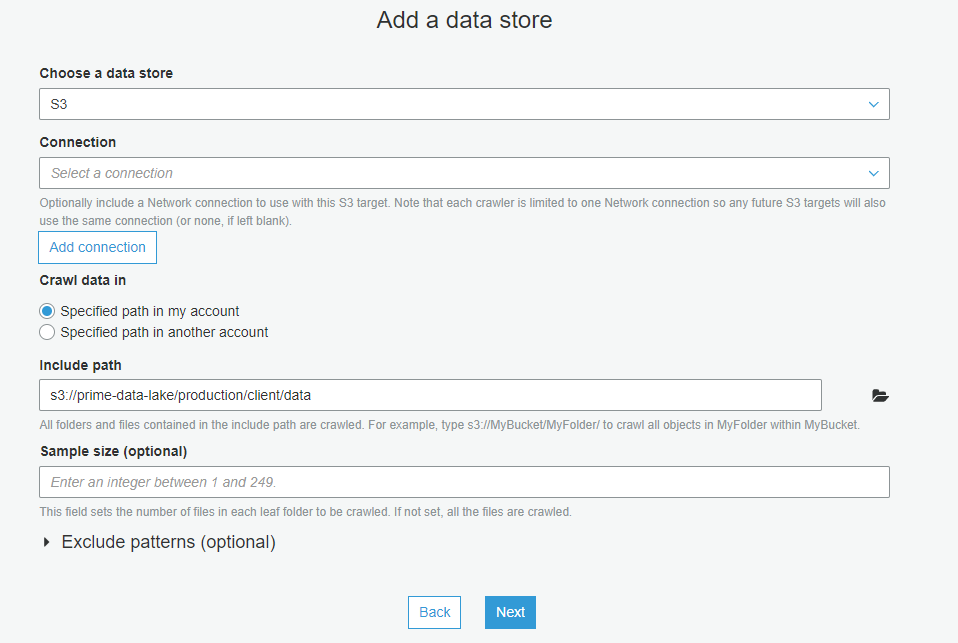 Add a data store
Choose a data store
S3
Connection
Select a connection
Optionally include a Network connection to use with this S3 target. Note that each crawler is limited to one Network connection so any future S3 targets will also
use the same connection (or none, if left blank).
Add connection
Crawl data in
Specified path in my account
Specified path in another account
Include path
s3://prime-data-lake/production/client/data
All folders and files contained in the include path are crawled. For example, type s3://MyBucket/MyFolder/ to crawl all objects in MyFolder within MyBucket.
Sample size (optional)
Enter an integer between 1 and 249.
This field sets the number of files in each leaf folder to be crawled. If not set, all the files are crawled.
Exclude patterns (optional)
Back
Next